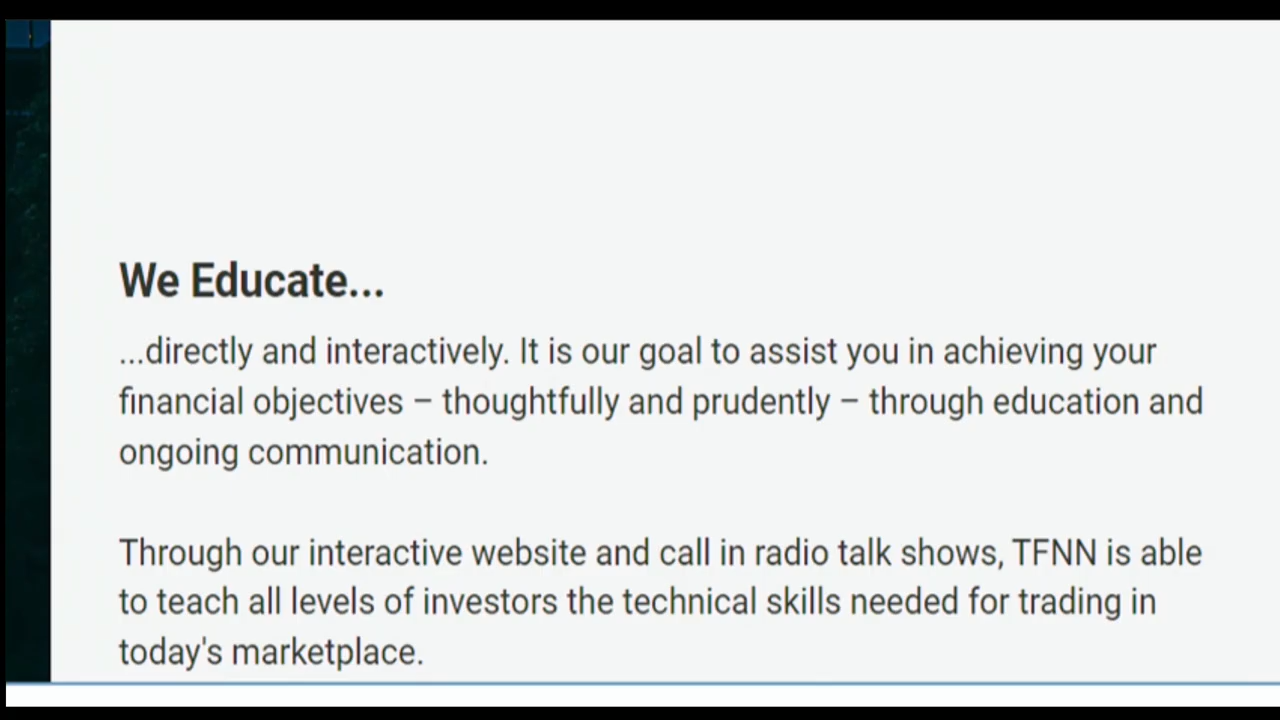 We Educate...
...directly and interactively. It is our goal to assist you in achieving your
financial objectives – thoughtfully and prudently – through education and
ongoing communication.
Through our interactive website and call in radio talk shows, TFNN is able
to teach all levels of investors the technical skills needed for trading in
today's marketplace.